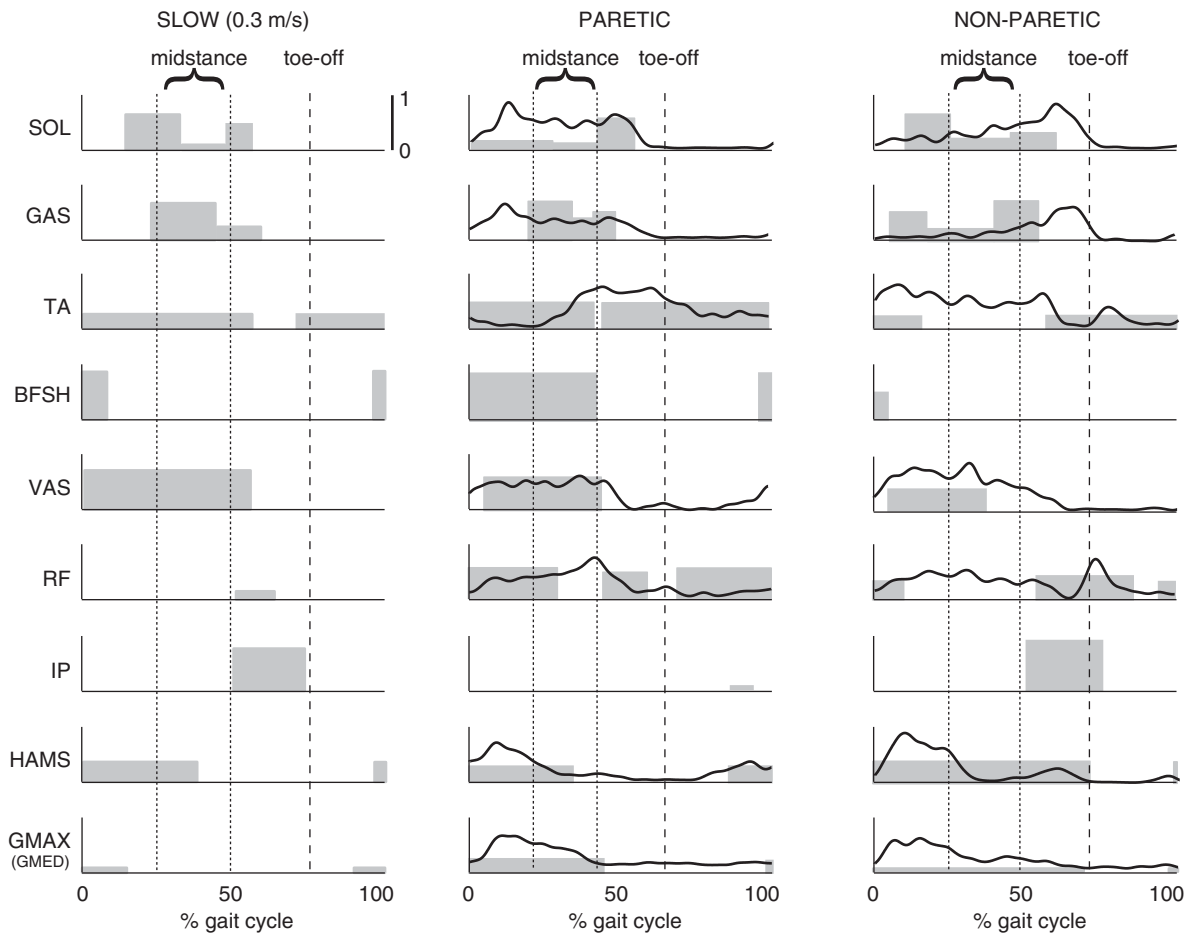 SLOW (0.3 m/s) PARETIC NON-PARETIC
midstance toe-off midstance toe-off midstance toe-off
SOL 1
0
GAS
TA
BFSH
VAS
RF
IP
HAMS
GMAX
(GMED)
0 50 100 0 50 100 0 50 100
% gait cycle % gait cycle % gait cycle